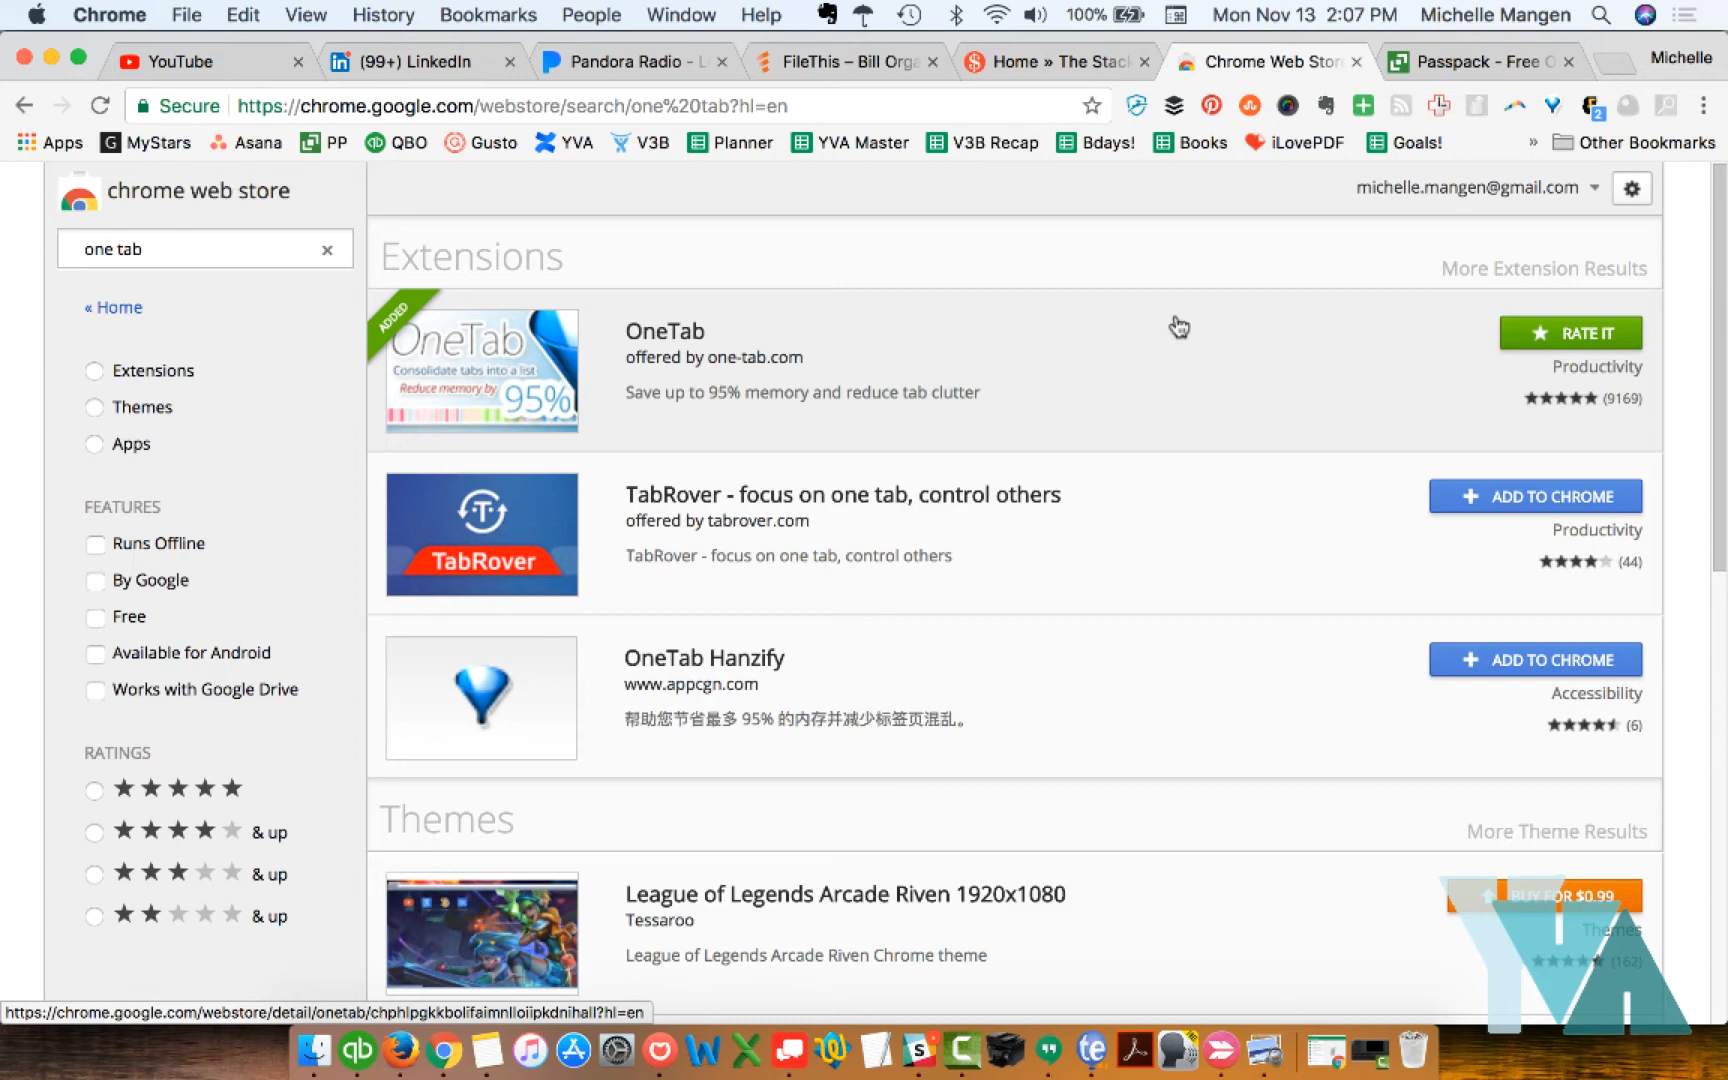 Chrome File Edit View History Bookmarks People Window Help 100% Mon Nov 13 2:07 PM Michelle Mangen
YouTube (99+) LinkedIn Pandora Radio - L FileThis – Bill Orga Home » The Stack Chrome Web Stor Passpack - Free O Michelle
Secure https://chrome.google.com/webstore/search/one%20tab?hl=en 2
Apps MyStars Asana PP QBO Gusto YVA V3B Planner YVA Master V3B Recap Bdays! Books iLovePDF Goals! » Other Bookmarks
chrome web store
michelle.mangen@gmail.com
one tab
« Home
Extensions
Themes
Apps
FEATURES
Runs Offline
By Google
Free
Available for Android
Works with Google Drive
RATINGS
& up
& up
& up
Extensions
More Extension Results
ADDED
OneTab
Consolidate tabs into a list
Reduce memory by
95%
OneTab
offered by one-tab.com
Save up to 95% memory and reduce tab clutter
RATE IT
Productivity
(9169)
TabRover
TabRover - focus on one tab, control others
offered by tabrover.com
TabRover - focus on one tab, control others
ADD TO CHROME
Productivity
(44)
OneTab Hanzify
www.appcgn.com
帮助您节省最多 95% 的内存并减少标签页混乱。
ADD TO CHROME
Accessibility
(6)
Themes
More Theme Results
League of Legends Arcade Riven 1920x1080
Tessaroo
League of Legends Arcade Riven Chrome theme
BUY FOR $0.99
Themes
(162)
YVA
https://chrome.google.com/webstore/detail/onetab/chphlpgkkbolifaimnlloiipkdnihall?hl=en